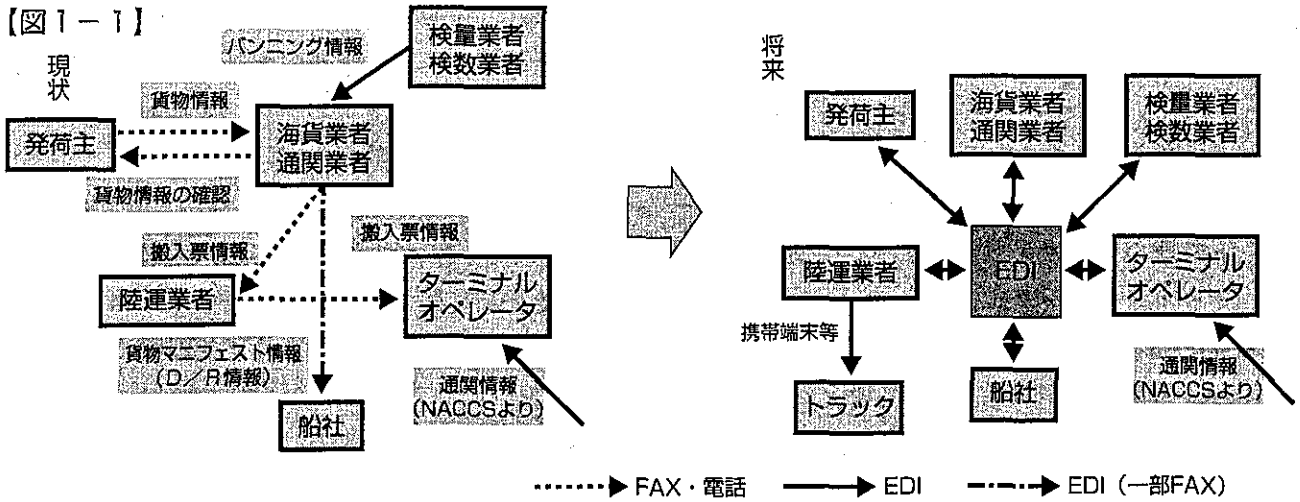 【図1-1】
現状
バンニング情報
検量業者
検数業者
貨物情報
発荷主
海貨業者
通関業者
貨物情報の確認
搬入票情報
搬入票情報
陸運業者
ターミナル
オペレータ
貨物マニフェスト情報
(D/R情報)
通関情報
(NACCSより)
船社
将来
発荷主
海貨業者
通関業者
検量業者
検数業者
陸運業者
EDI
ターミナル
オペレータ
携帯端末等
トラック
船社
通関情報
(NACCSより)
FAX・電話
EDI
EDI(一部FAX)